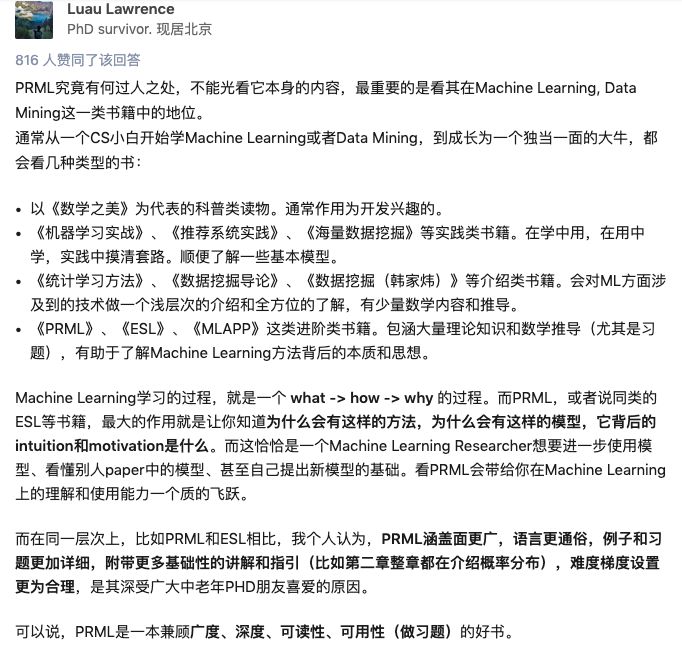 Luau Lawrence
PhD survivor. 现居北京
816 人赞同了该回答
PRML究竟有何过人之处，不能光看它本身的内容，最重要的是看其在Machine Learning, Data
Mining这一类书籍中的地位。
通常从一个CS小白开始学Machine Learning或者Data Mining，到成长为一个独当一面的大牛，都
会看几种类型的书：
• 以《数学之美》为代表的科普类读物。通常作用为开发兴趣的。
• 《机器学习实战》、《推荐系统实践》、《海量数据挖掘》等实践类书籍。在学中用，在用中
学，实践中摸清套路。顺便了解一些基本模型。
• 《统计学习方法》、《数据挖掘导论》、《数据挖掘（韩家炜）》等介绍类书籍。会对ML方面涉
及到的技术做一个浅层次的介绍和全方位的了解，有少量数学内容和推导。
• 《PRML》、《ESL》、《MLAPP》这类进阶类书籍。包涵大量理论知识和数学推导（尤其是习
题），有助于了解Machine Learning方法背后的本质和思想。
Machine Learning学习的过程，就是一个 what -> how -> why 的过程。而PRML，或者说同类的
ESL等书籍，最大的作用就是让你知道为什么会有这样的方法，为什么会有这样的模型，它背后的
intuition和motivation是什么。而这恰恰是一个Machine Learning Researcher想要进一步使用模
型、看懂别人paper中的模型、甚至自己提出新模型的基础。看PRML会带给你在Machine Learning
上的理解和使用能力一个质的飞跃。
而在同一层次上，比如PRML和ESL相比，我个人认为，PRML涵盖面更广，语言更通俗，例子和习
题更加详细，附带更多基础性的讲解和指引（比如第二章整章都在介绍概率分布），难度梯度设置
更为合理，是其深受广大中老年PHD朋友喜爱的原因。
可以说，PRML是一本兼顾广度、深度、可读性、可用性（做习题）的好书。